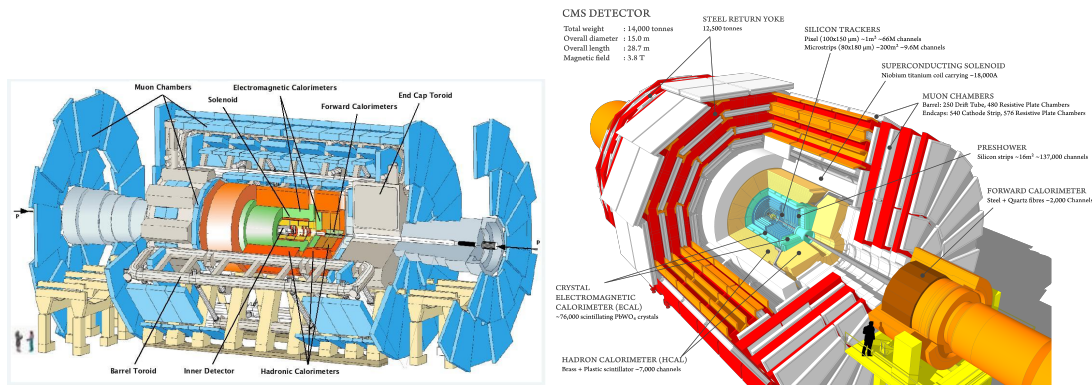 Muon Chambers
Electromagnetic Calorimeters
Solenoid
Forward Calorimeters
End Cap Toroid
P
P
Barrel Toroid
Inner Detector
Hadronic Calorimeters
CMS DETECTOR
Total weight : 14,000 tonnes
Overall diameter : 15.0 m
Overall length : 28.7 m
Magnetic field : 3.8 T
STEEL RETURN YOKE
12,500 tonnes
SILICON TRACKERS
Pixel (100x150 μm) ~1m² ~66M channels
Microstrips (80x180 μm) ~200m² ~9.6M channels
SUPERCONDUCTING SOLENOID
Niobium titanium coil carrying ~18,000A
MUON CHAMBERS
Barrel: 250 Drift Tube, 480 Resistive Plate Chambers
Endcaps: 540 Cathode Strip, 576 Resistive Plate Chambers
PRESHOWER
Silicon strips ~16m² ~137,000 channels
FORWARD CALORIMETER
Steel + Quartz fibres ~2,000 Channels
CRYSTAL
ELECTROMAGNETIC
CALORIMETER (ECAL)
~76,000 scintillating PbWO₄ crystals
HADRON CALORIMETER (HCAL)
Brass + Plastic scintillator ~7,000 channels